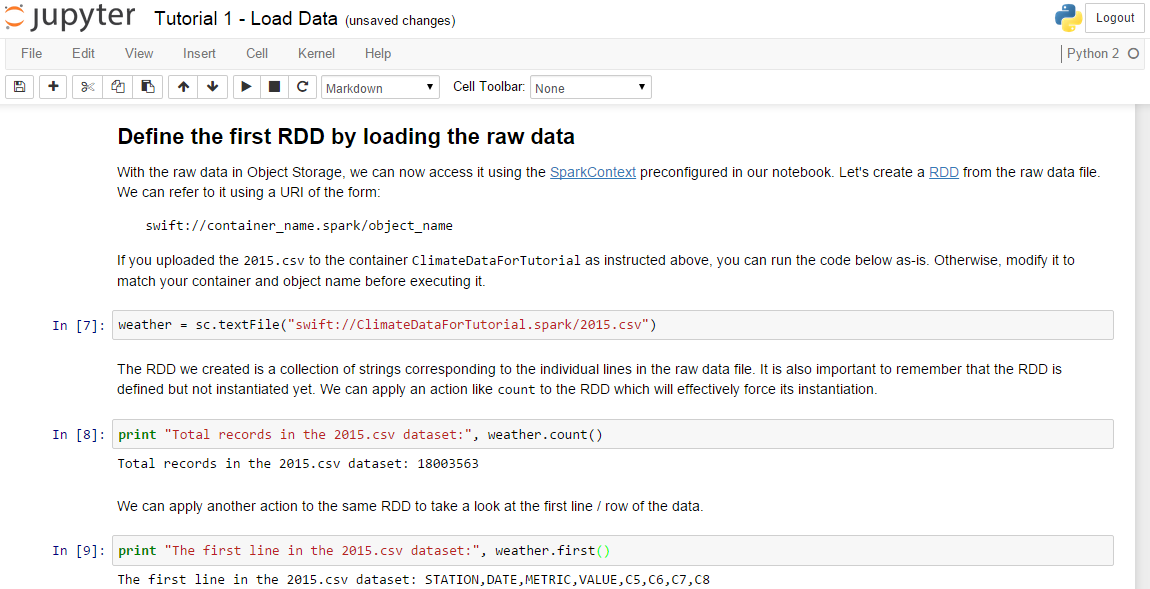 jupyter Tutorial 1 - Load Data (unsaved changes) Logout
File Edit View Insert Cell Kernel Help Python 2
Markdown Cell Toolbar: None
Define the first RDD by loading the raw data
With the raw data in Object Storage, we can now access it using the SparkContext preconfigured in our notebook. Let's create a RDD from the raw data file.
We can refer to it using a URI of the form:
swift://container_name.spark/object_name
If you uploaded the 2015.csv to the container ClimateDataForTutorial as instructed above, you can run the code below as-is. Otherwise, modify it to
match your container and object name before executing it.
In [7]: weather = sc.textFile("swift://ClimateDataForTutorial.spark/2015.csv")
The RDD we created is a collection of strings corresponding to the individual lines in the raw data file. It is also important to remember that the RDD is
defined but not instantiated yet. We can apply an action like count to the RDD which will effectively force its instantiation.
In [8]: print "Total records in the 2015.csv dataset:", weather.count()
Total records in the 2015.csv dataset: 18003563
We can apply another action to the same RDD to take a look at the first line / row of the data.
In [9]: print "The first line in the 2015.csv dataset:", weather.first()
The first line in the 2015.csv dataset: STATION,DATE,METRIC,VALUE,C5,C6,C7,C8